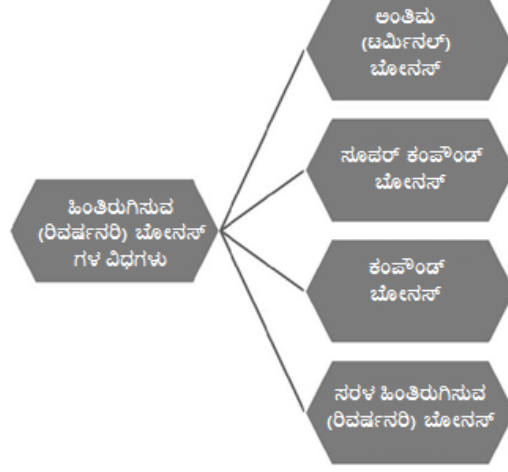 ಅಂತಿಮ
(ಟರ್ಮಿನಲ್)
ಬೋನಸ್
ಸೂಪರ್ ಕಂಪೌಂಡ್
ಬೋನಸ್
ಹಿಂತಿರುಗಿಸುವ
(ರಿವರ್ಷನರಿ) ಬೋನಸ್
ಗಳ ವಿಧಗಳು
ಕಂಪೌಂಡ್
ಬೋನಸ್
ಸರಳ ಹಿಂತಿರುಗಿಸುವ
(ರಿವರ್ಷನರಿ) ಬೋನಸ್